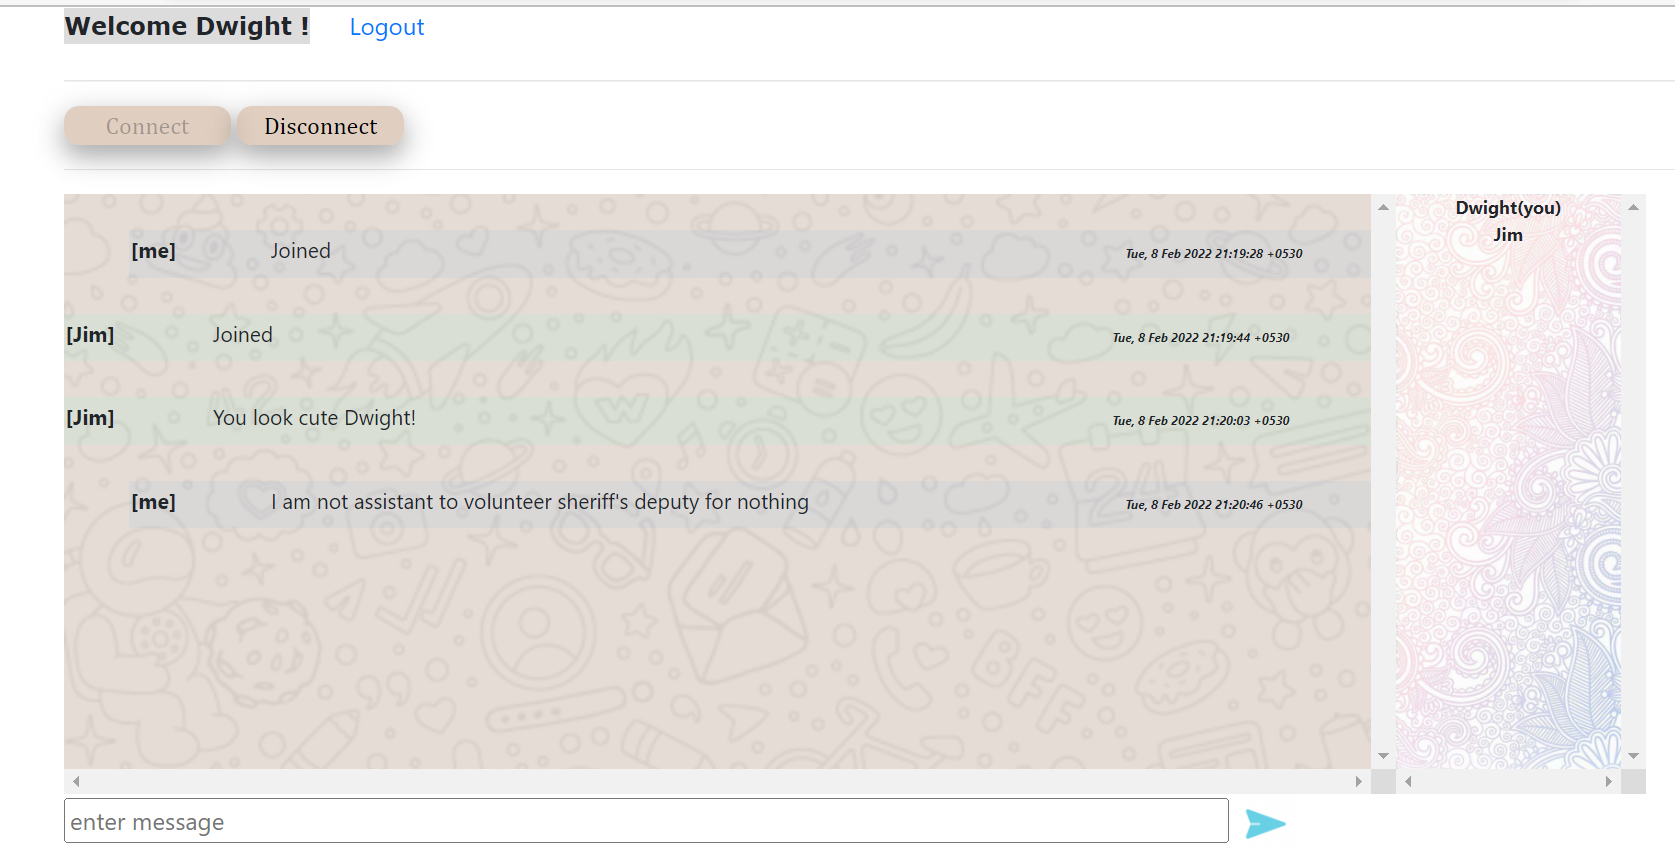 Welcome Dwight ! Logout
Connect Disconnect
Dwight(you)
Jim
[me] Joined Tue, 8 Feb 2022 21:19:28 +0530
[Jim] Joined Tue, 8 Feb 2022 21:19:44 +0530
[Jim] You look cute Dwight! Tue, 8 Feb 2022 21:20:03 +0530
[me] I am not assistant to volunteer sheriff's deputy for nothing Tue, 8 Feb 2022 21:20:46 +0530
24
BFF
enter message